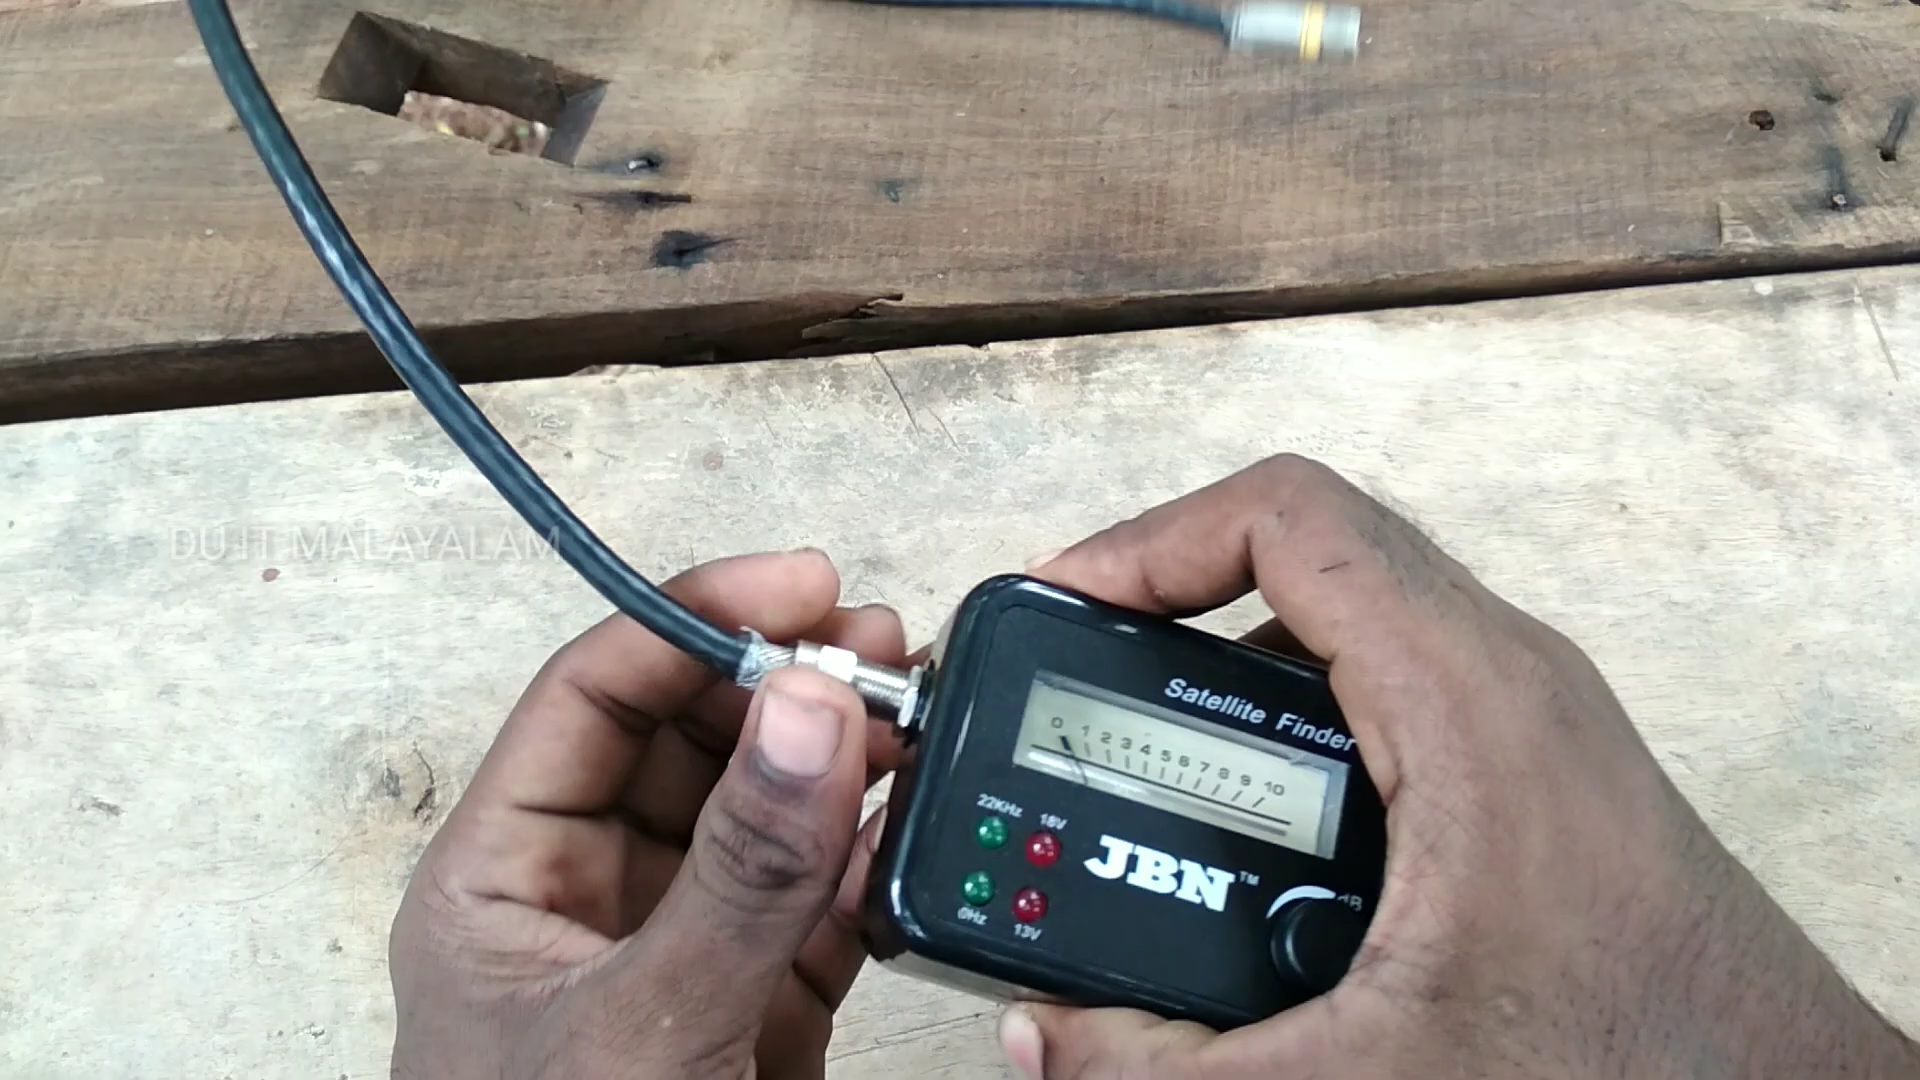 DU IT MALAYALAM
Satellite Finder
0 1 2 3 4 5 6 7 8 9 10
22KHz 18V
JBN™
dB
0Hz 13V